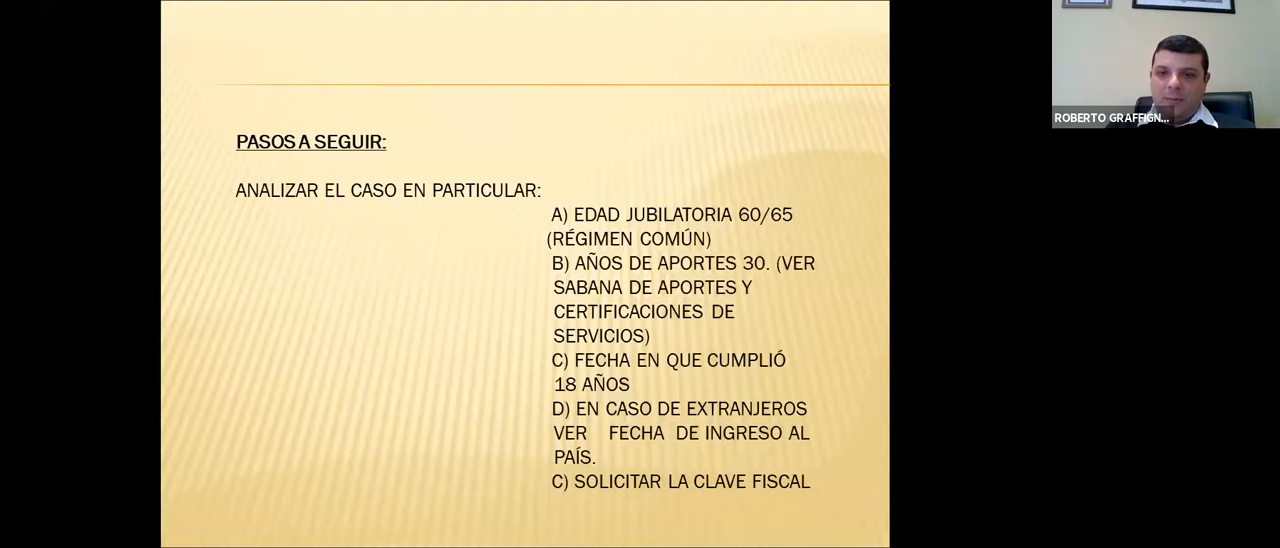 PASOS A SEGUIR:
ANALIZAR EL CASO EN PARTICULAR:
A) EDAD JUBILATORIA 60/65
(RÉGIMEN COMÚN)
B) AÑOS DE APORTES 30. (VER
SABANA DE APORTES Y
CERTIFICACIONES DE
SERVICIOS)
C) FECHA EN QUE CUMPLIÓ
18 AÑOS
D) EN CASO DE EXTRANJEROS
VER FECHA DE INGRESO AL
PAÍS.
C) SOLICITAR LA CLAVE FISCAL
ROBERTO GRAFFIGN...